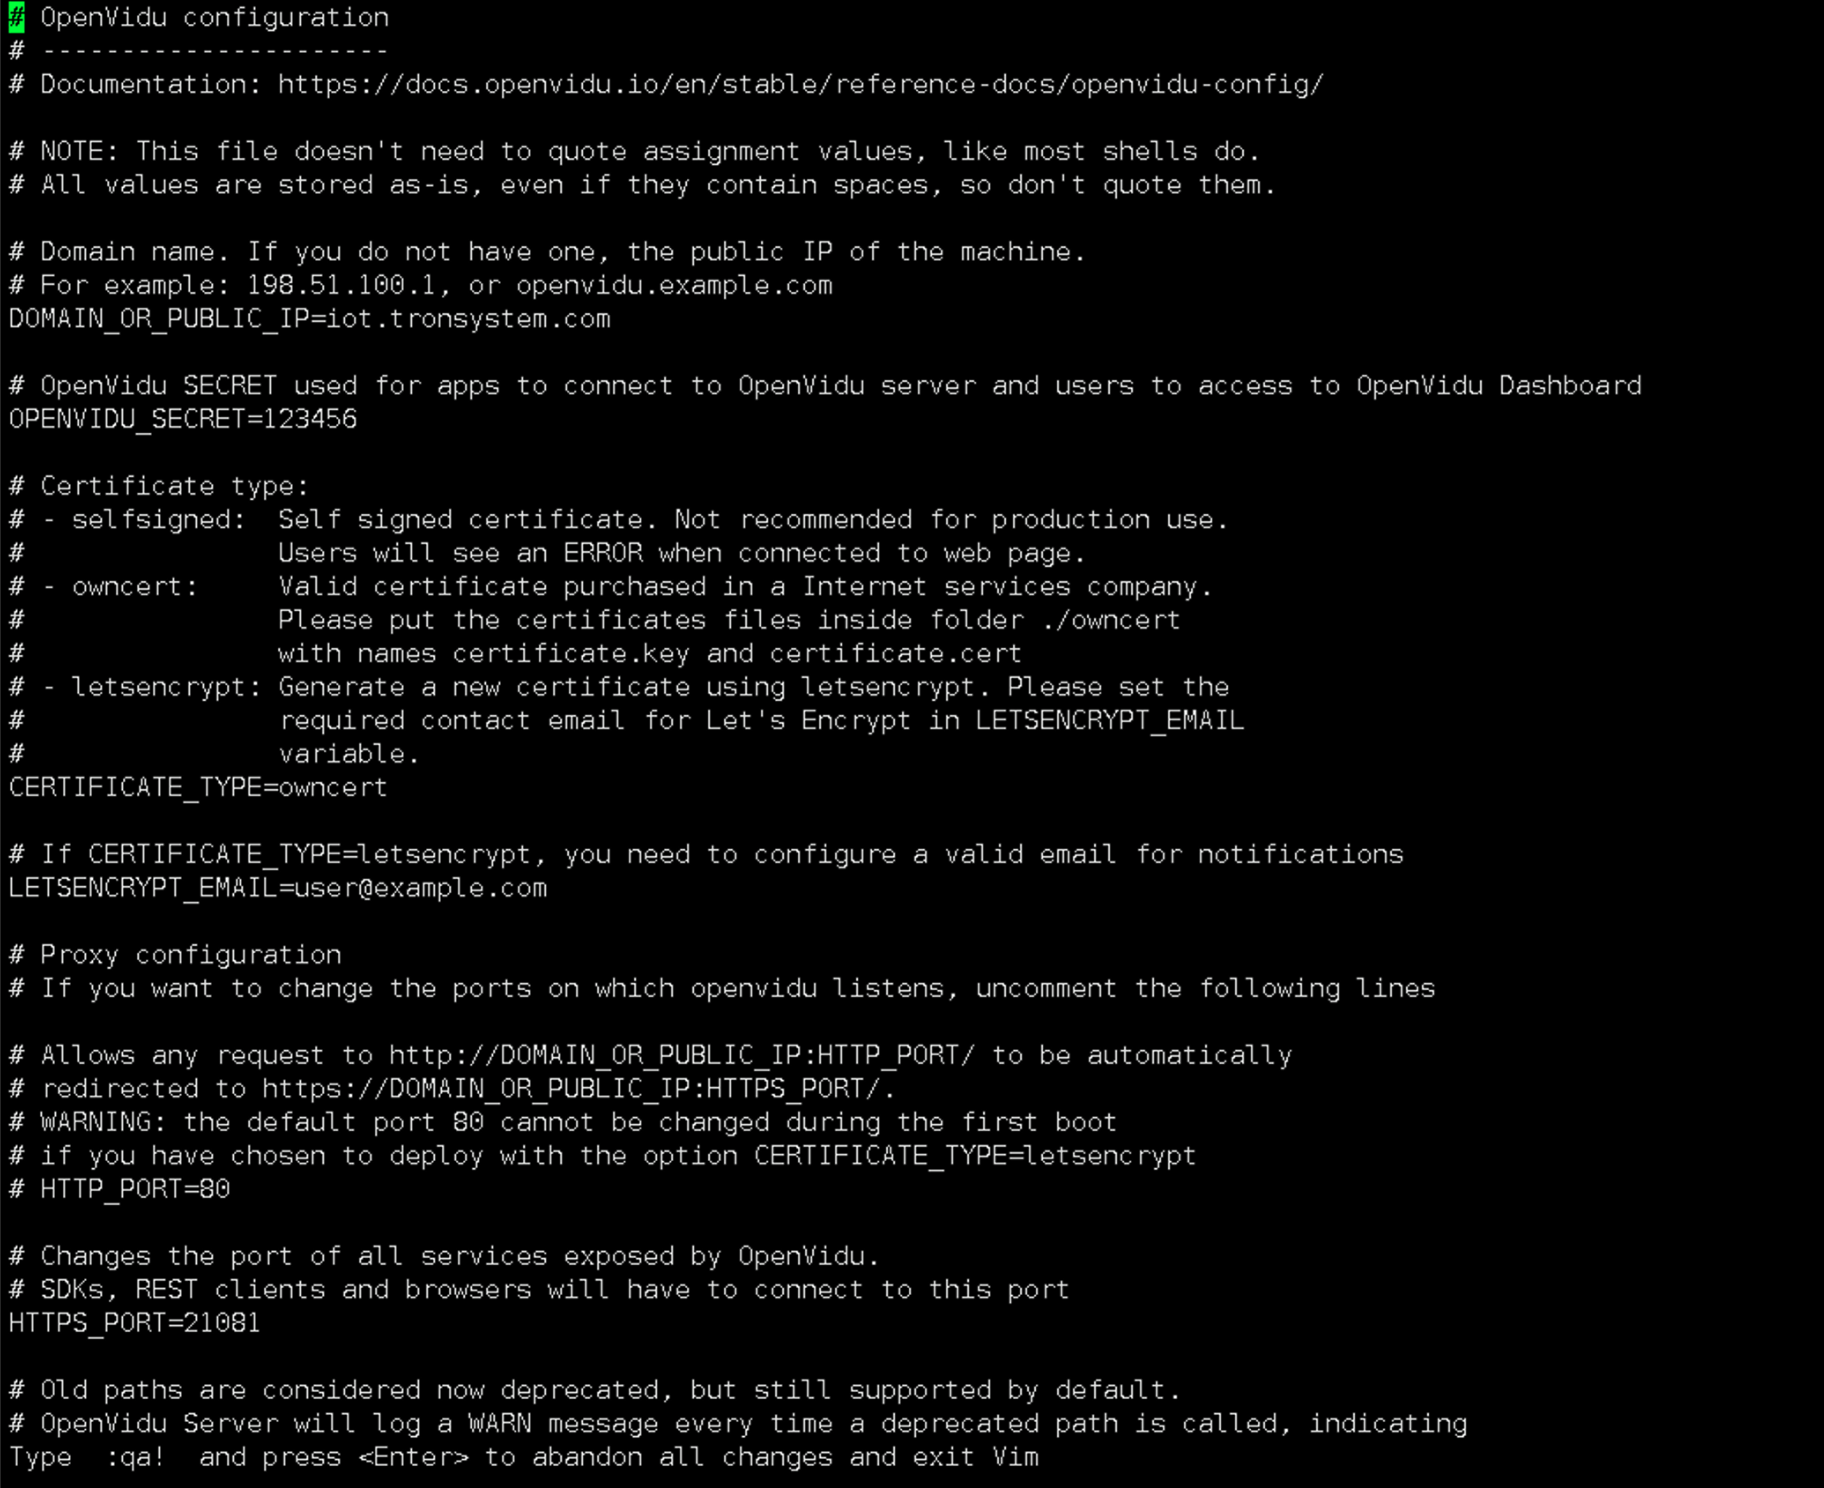 # OpenVidu configuration
# ----------------------
# Documentation: https://docs.openvidu.io/en/stable/reference-docs/openvidu-config/
# NOTE: This file doesn't need to quote assignment values, like most shells do.
# All values are stored as-is, even if they contain spaces, so don't quote them.
# Domain name. If you do not have one, the public IP of the machine.
# For example: 198.51.100.1, or openvidu.example.com
DOMAIN_OR_PUBLIC_IP=iot.tronsystem.com
# OpenVidu SECRET used for apps to connect to OpenVidu server and users to access to OpenVidu Dashboard
OPENVIDU_SECRET=123456
# Certificate type:
# - selfsigned:  Self signed certificate. Not recommended for production use.
#                Users will see an ERROR when connected to web page.
# - owncert:     Valid certificate purchased in a Internet services company.
#                Please put the certificates files inside folder ./owncert
#                with names certificate.key and certificate.cert
# - letsencrypt: Generate a new certificate using letsencrypt. Please set the
#                required contact email for Let's Encrypt in LETSENCRYPT_EMAIL
#                variable.
CERTIFICATE_TYPE=owncert
# If CERTIFICATE_TYPE=letsencrypt, you need to configure a valid email for notifications
LETSENCRYPT_EMAIL=user@example.com
# Proxy configuration
# If you want to change the ports on which openvidu listens, uncomment the following lines
# Allows any request to http://DOMAIN_OR_PUBLIC_IP:HTTP_PORT/ to be automatically
# redirected to https://DOMAIN_OR_PUBLIC_IP:HTTPS_PORT/.
# WARNING: the default port 80 cannot be changed during the first boot
# if you have chosen to deploy with the option CERTIFICATE_TYPE=letsencrypt
# HTTP_PORT=80
# Changes the port of all services exposed by OpenVidu.
# SDKs, REST clients and browsers will have to connect to this port
HTTPS_PORT=21081
# Old paths are considered now deprecated, but still supported by default.
# OpenVidu Server will log a WARN message every time a deprecated path is called, indicating
Type  :qa!  and press <Enter> to abandon all changes and exit Vim